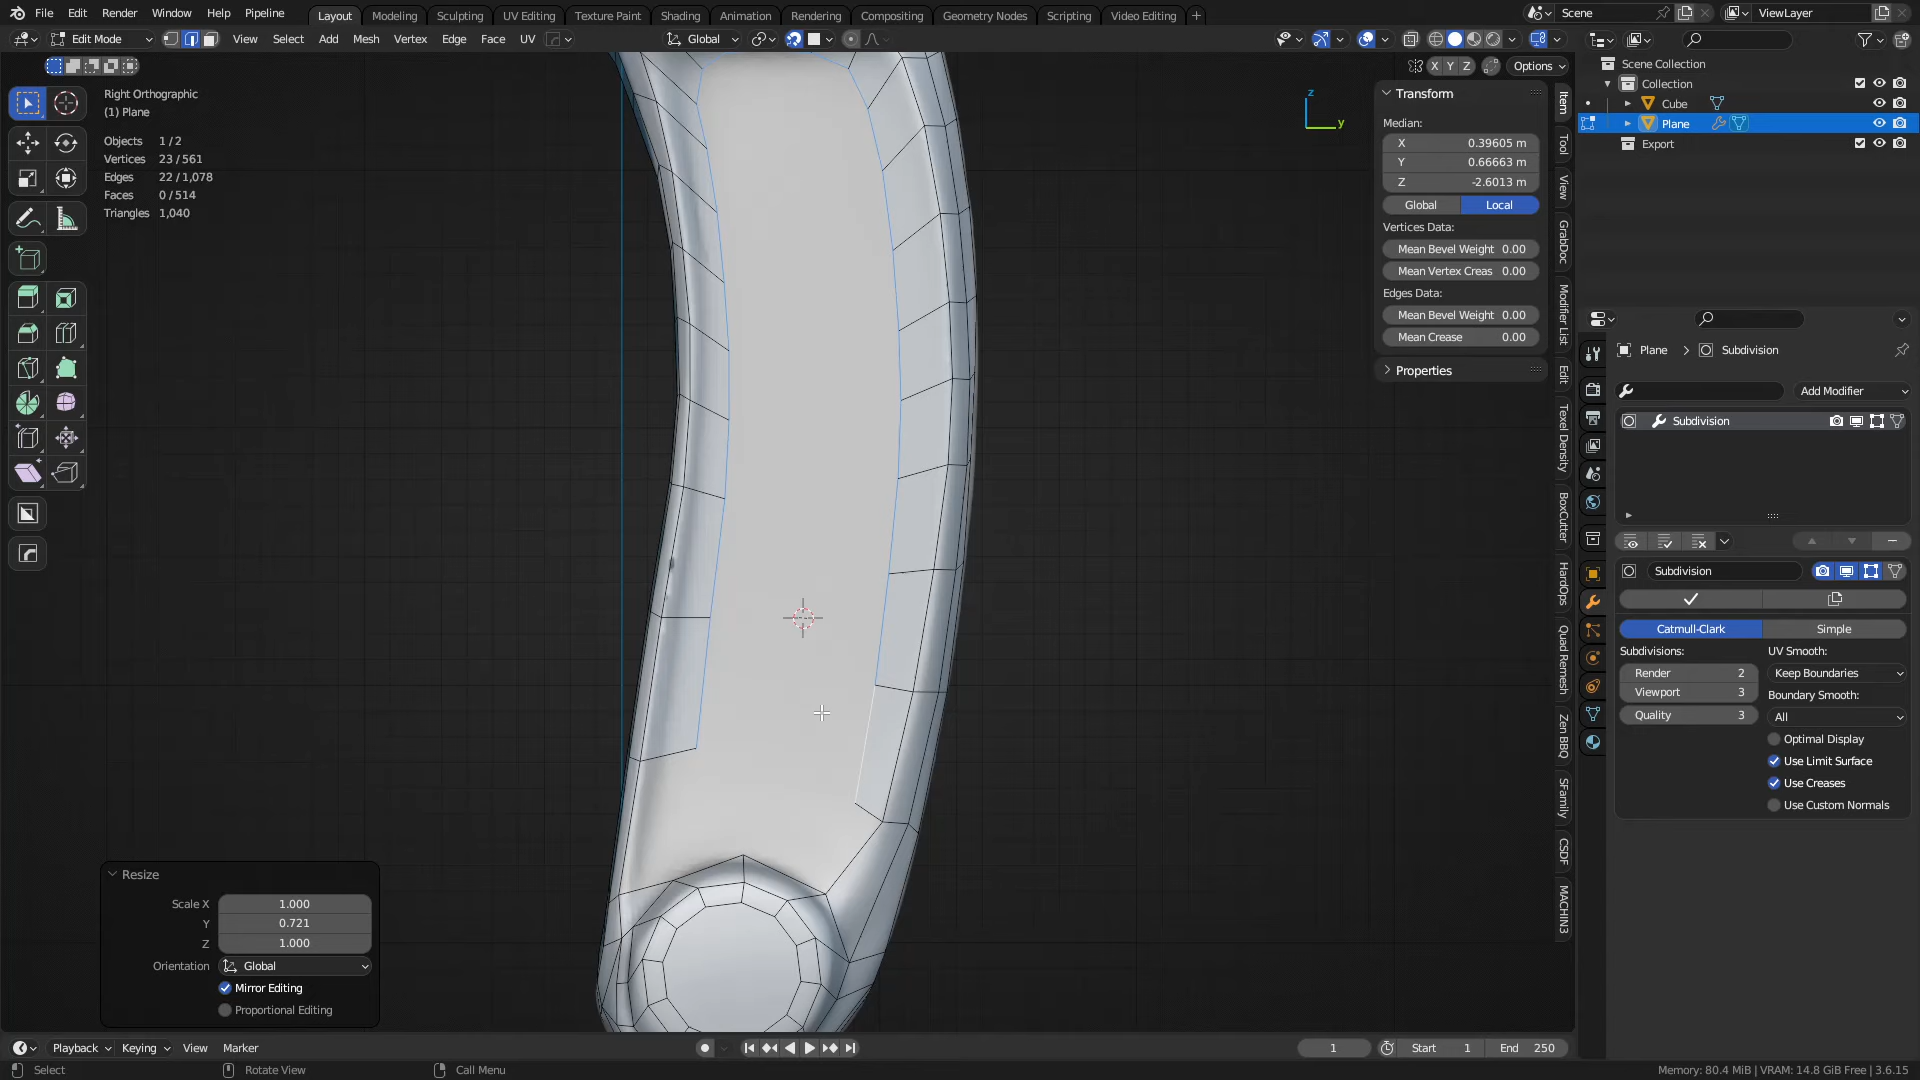 File Edit Render Window Help Pipeline Layout Modeling Sculpting UV Editing Texture Paint Shading Animation Rendering Compositing Geometry Nodes Scripting Video Editing + Scene ViewLayer
Edit Mode View Select Add Mesh Vertex Edge Face UV Global
X Y Z Options
Right Orthographic
(1) Plane
Objects 1 / 2
Vertices 23 / 561
Edges 22 / 1,078
Faces 0 / 514
Triangles 1,040
z
y
Transform
Median:
X 0.39605 m
Y 0.66663 m
Z -2.6013 m
Global Local
Vertices Data:
Mean Bevel Weight 0.00
Mean Vertex Creas 0.00
Edges Data:
Mean Bevel Weight 0.00
Mean Crease 0.00
Properties
Item
Tool
View
GrabDoc
Modifier List
Edit
Texel Density
BoxCutter
HardOps
Quad Remesh
Zen BBQ
SFamily
CSDF
MACHIN3
Scene Collection
Collection
Cube
Plane
Export
Plane Subdivision
Add Modifier
Subdivision
Subdivision
Catmull-Clark Simple
Subdivisions: UV Smooth:
Render 2 Keep Boundaries
Viewport 3 Boundary Smooth:
Quality 3 All
Optimal Display
Use Limit Surface
Use Creases
Use Custom Normals
Resize
Scale X 1.000
Y 0.721
Z 1.000
Orientation Global
Mirror Editing
Proportional Editing
Playback Keying View Marker 1 Start 1 End 250
Select Rotate View Call Menu Memory: 80.4 MiB | VRAM: 14.8 GiB Free | 3.6.15